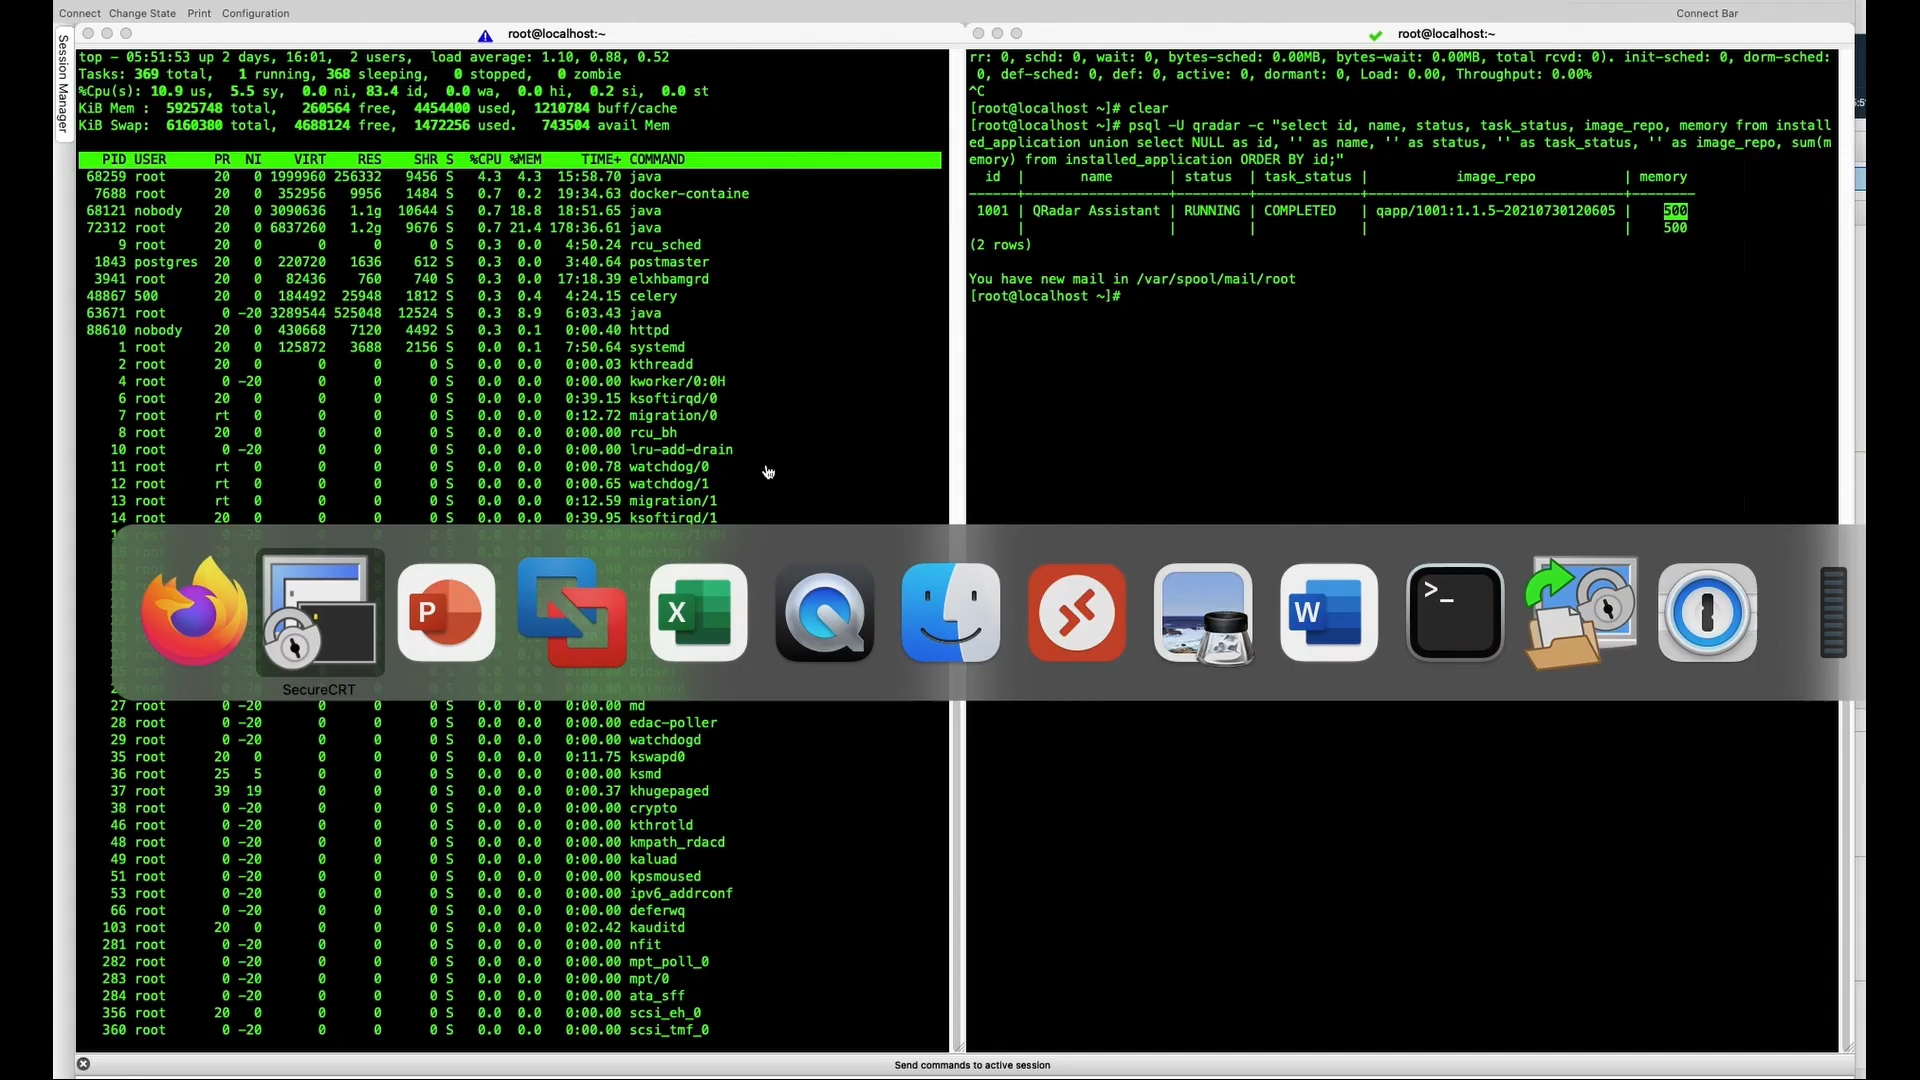 Connect Change State Print Configuration
Connect Bar
Session Manager
root@localhost:~
top - 05:51:53 up 2 days, 16:01, 2 users, load average: 1.10, 0.88, 0.52
Tasks: 369 total, 1 running, 368 sleeping, 0 stopped, 0 zombie
%Cpu(s): 10.9 us, 5.5 sy, 0.0 ni, 83.4 id, 0.0 wa, 0.0 hi, 0.2 si, 0.0 st
KiB Mem : 5925748 total, 260564 free, 4454400 used, 1210784 buff/cache
KiB Swap: 6160380 total, 4688124 free, 1472256 used. 743504 avail Mem
PID USER PR NI VIRT RES SHR S %CPU %MEM TIME+ COMMAND
68259 root 20 0 1999960 256332 9456 S 4.3 4.3 15:58.70 java
7688 root 20 0 352956 9956 1484 S 0.7 0.2 19:34.63 docker-containe
68121 nobody 20 0 3090636 1.1g 10644 S 0.7 18.8 18:51.65 java
72312 root 20 0 6837260 1.2g 9676 S 0.7 21.4 178:36.61 java
9 root 20 0 0 0 0 S 0.3 0.0 4:50.24 rcu_sched
1843 postgres 20 0 220720 1636 612 S 0.3 0.0 3:40.64 postmaster
3941 root 20 0 82436 760 740 S 0.3 0.0 17:18.39 elxhbamgrd
48867 500 20 0 184492 25948 1812 S 0.3 0.4 4:24.15 celery
63671 root 0 -20 3289544 525048 12524 S 0.3 8.9 6:03.43 java
88610 nobody 20 0 430668 7120 4492 S 0.3 0.1 0:00.40 httpd
1 root 20 0 125872 3688 2156 S 0.0 0.1 7:50.64 systemd
2 root 20 0 0 0 0 S 0.0 0.0 0:00.03 kthreadd
4 root 0 -20 0 0 0 S 0.0 0.0 0:00.00 kworker/0:0H
6 root 20 0 0 0 0 S 0.0 0.0 0:39.15 ksoftirqd/0
7 root rt 0 0 0 0 S 0.0 0.0 0:12.72 migration/0
8 root 20 0 0 0 0 S 0.0 0.0 0:00.00 rcu_bh
10 root 0 -20 0 0 0 S 0.0 0.0 0:00.00 lru-add-drain
11 root rt 0 0 0 0 S 0.0 0.0 0:00.78 watchdog/0
12 root rt 0 0 0 0 S 0.0 0.0 0:00.65 watchdog/1
13 root rt 0 0 0 0 S 0.0 0.0 0:12.59 migration/1
14 root 20 0 0 0 0 S 0.0 0.0 0:39.95 ksoftirqd/1
SecureCRT
27 root 0 -20 0 0 0 S 0.0 0.0 0:00.00 md
28 root 0 -20 0 0 0 S 0.0 0.0 0:00.00 edac-poller
29 root 0 -20 0 0 0 S 0.0 0.0 0:00.00 watchdogd
35 root 20 0 0 0 0 S 0.0 0.0 0:11.75 kswapd0
36 root 25 5 0 0 0 S 0.0 0.0 0:00.00 ksmd
37 root 39 19 0 0 0 S 0.0 0.0 0:00.37 khugepaged
38 root 0 -20 0 0 0 S 0.0 0.0 0:00.00 crypto
46 root 0 -20 0 0 0 S 0.0 0.0 0:00.00 kthrotld
48 root 0 -20 0 0 0 S 0.0 0.0 0:00.00 kmpath_rdacd
49 root 0 -20 0 0 0 S 0.0 0.0 0:00.00 kaluad
51 root 0 -20 0 0 0 S 0.0 0.0 0:00.00 kpsmoused
53 root 0 -20 0 0 0 S 0.0 0.0 0:00.00 ipv6_addrconf
66 root 0 -20 0 0 0 S 0.0 0.0 0:00.00 deferwq
103 root 20 0 0 0 0 S 0.0 0.0 0:02.42 kauditd
281 root 0 -20 0 0 0 S 0.0 0.0 0:00.00 nfit
282 root 0 -20 0 0 0 S 0.0 0.0 0:00.00 mpt_poll_0
283 root 0 -20 0 0 0 S 0.0 0.0 0:00.00 mpt/0
284 root 0 -20 0 0 0 S 0.0 0.0 0:00.00 ata_sff
356 root 20 0 0 0 0 S 0.0 0.0 0:00.00 scsi_eh_0
360 root 0 -20 0 0 0 S 0.0 0.0 0:00.00 scsi_tmf_0
root@localhost:~
rr: 0, schd: 0, wait: 0, bytes-sched: 0.00MB, bytes-wait: 0.00MB, total rcvd: 0). init-sched: 0, dorm-sched:
0, def-sched: 0, def: 0, active: 0, dormant: 0, Load: 0.00, Throughput: 0.00%
^C
[root@localhost ~]# clear
[root@localhost ~]# psql -U qradar -c "select id, name, status, task_status, image_repo, memory from install
ed_application union select NULL as id, '' as name, '' as status, '' as task_status, '' as image_repo, sum(m
emory) from installed_application ORDER BY id;"
id | name | status | task_status | image_repo | memory
1001 | QRadar Assistant | RUNNING | COMPLETED | qapp/1001:1.1.5-20210730120605 | 500
| | | | | 500
(2 rows)
You have new mail in /var/spool/mail/root
[root@localhost ~]#
P
X
W
>_
Send commands to active session